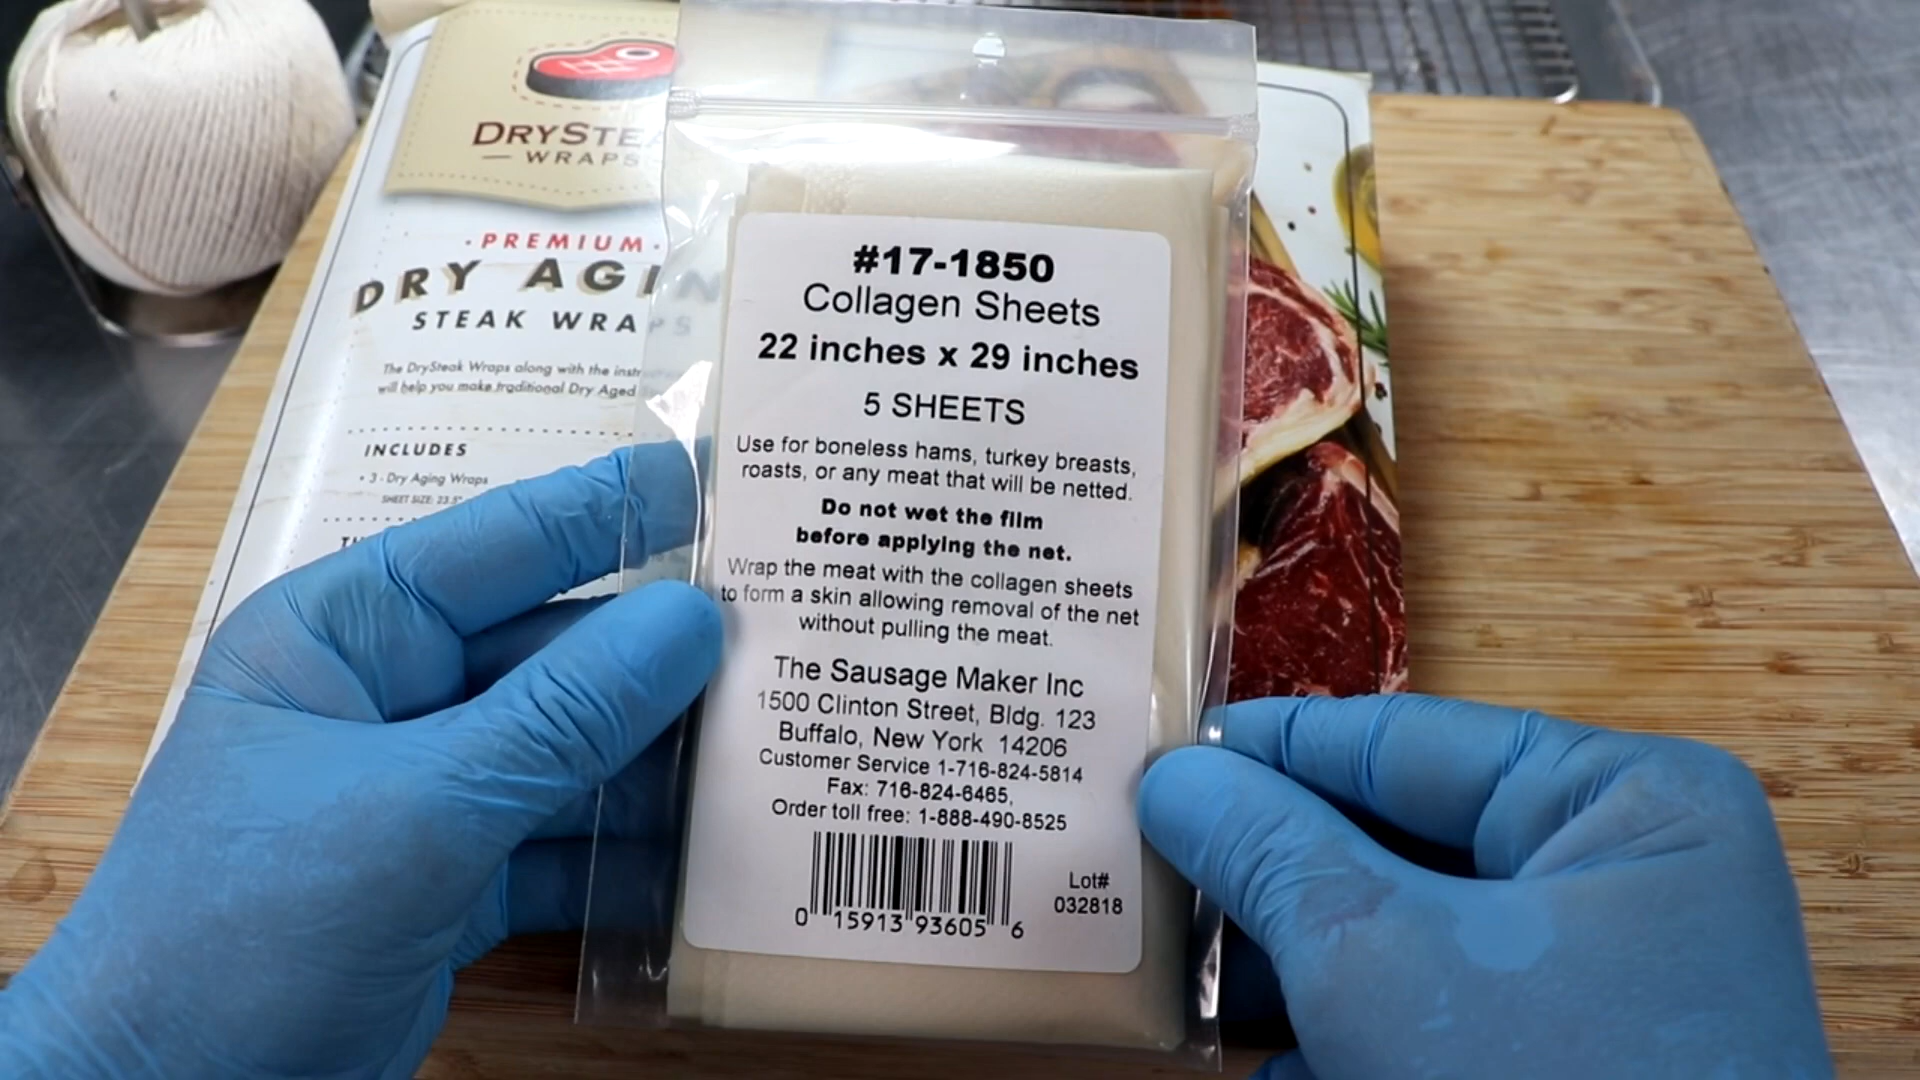 DRYSTE
WRAPS
· PREMIUM ·
DRY AGIN
STEAK WRAPS
The DrySteak Wraps along with the instr
will help you make traditional Dry Aged
INCLUDES
• 3 - Dry Aging Wraps
SHEET SIZE: 23.5"
#17-1850
Collagen Sheets
22 inches x 29 inches
5 SHEETS
Use for boneless hams, turkey breasts,
roasts, or any meat that will be netted.
Do not wet the film
before applying the net.
Wrap the meat with the collagen sheets
to form a skin allowing removal of the net
without pulling the meat.
The Sausage Maker Inc
1500 Clinton Street, Bldg. 123
Buffalo, New York 14206
Customer Service 1-716-824-5814
Fax: 716-824-6465,
Order toll free: 1-888-490-8525
Lot#
032818
0 15913 93605 6